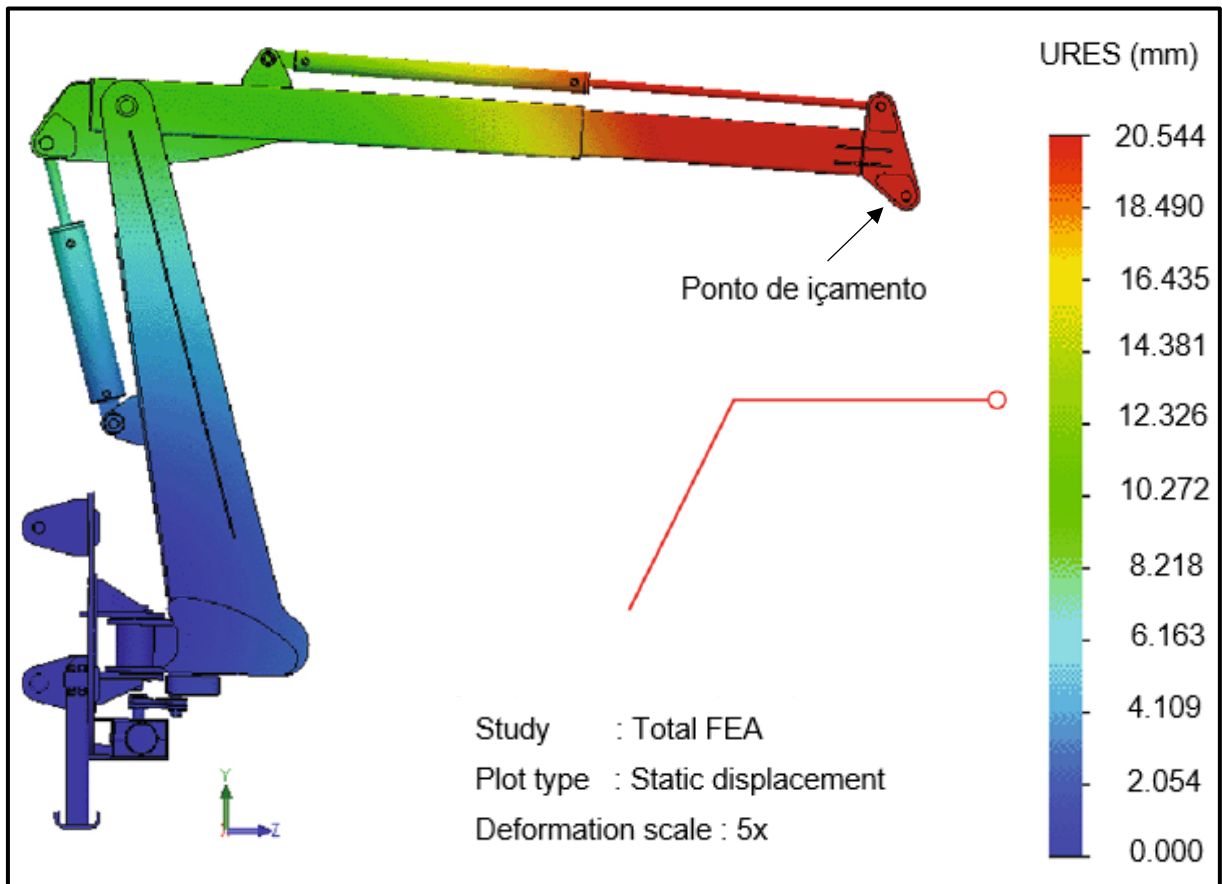 URES (mm)
20.544
18.490
16.435
14.381
12.326
10.272
8.218
6.163
4.109
2.054
0.000
Ponto de içamento
Study : Total FEA
Plot type : Static displacement
Deformation scale : 5x
Y
Z